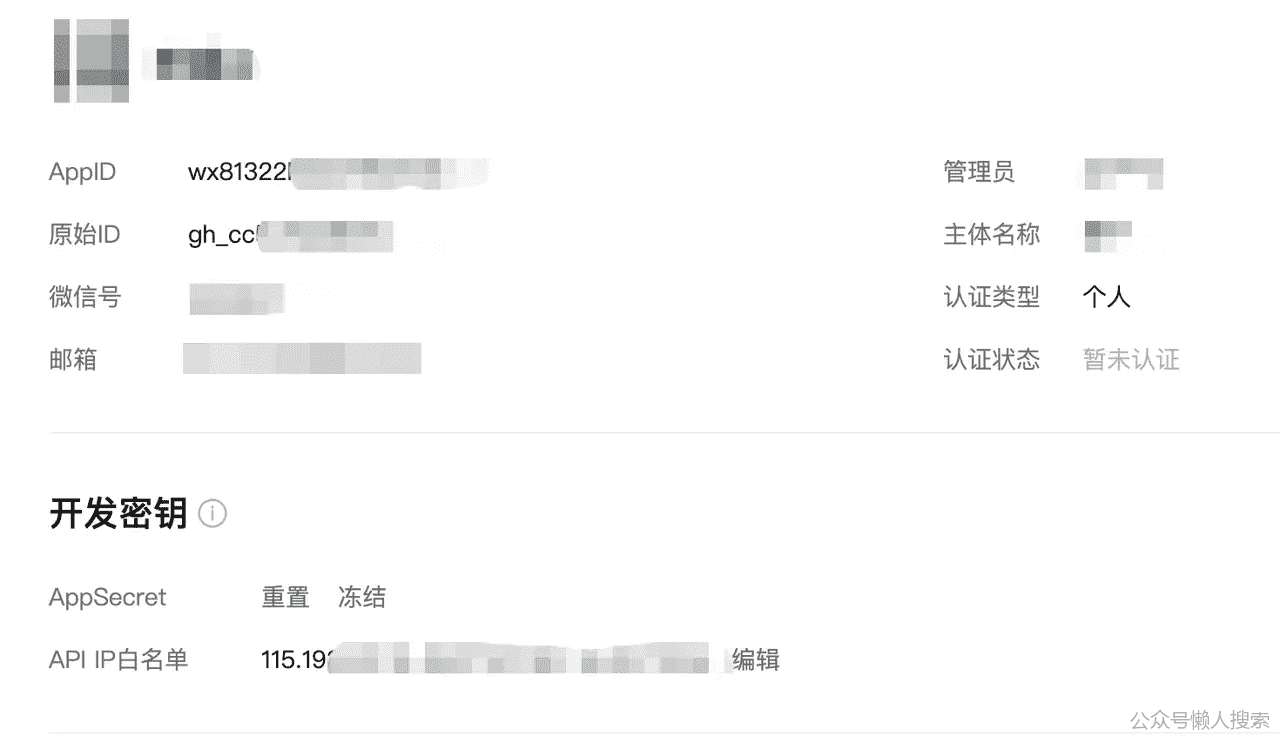 AppID wx81322 管理员
原始ID gh_cc 主体名称
微信号 认证类型 个人
邮箱 认证状态 暂未认证
开发密钥
AppSecret 重置 冻结
API IP白名单 115.19 编辑
公众号懒人搜索